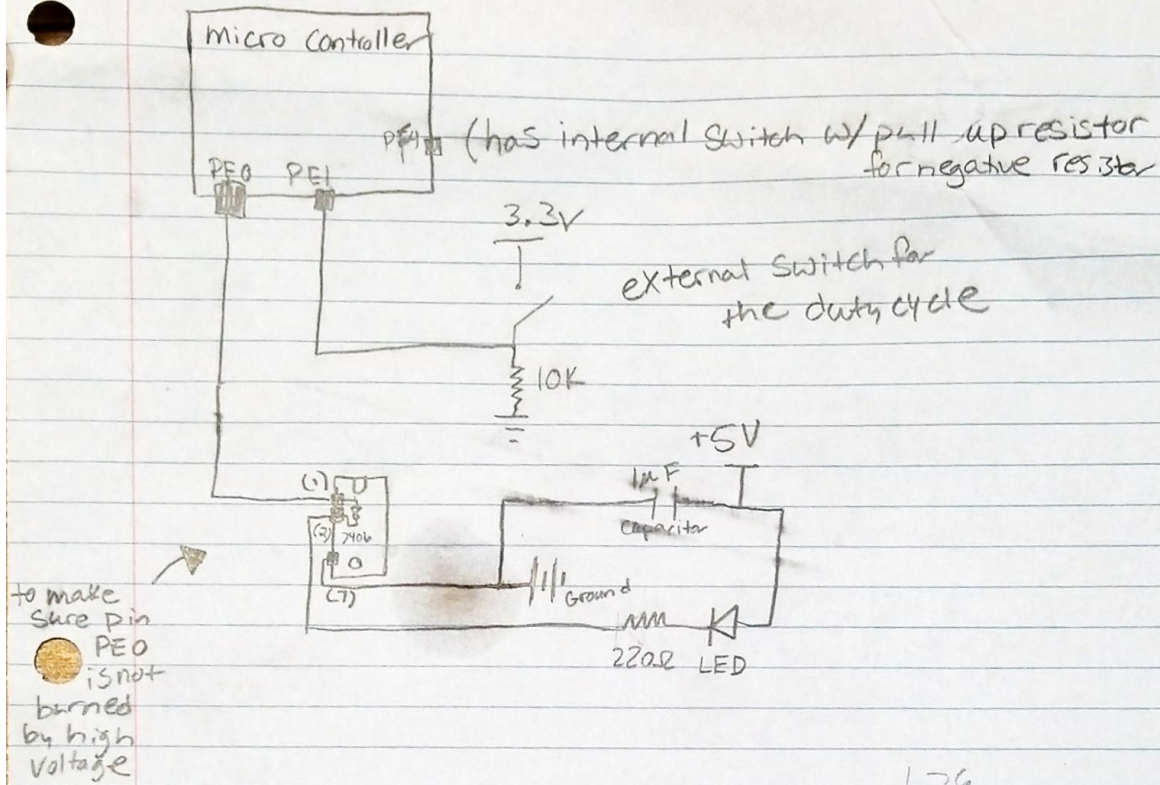 micro controller
PF4 (has internal switch w/ pull up resistor
for negative resistor
PE0 PE1
3.3V
external switch for
the duty cycle
10K
+5V
1µF
capacitor
(1)
(2) 7406
(7)
Ground
220Ω LED
to make
sure pin
PE0
is not
burned
by high
voltage